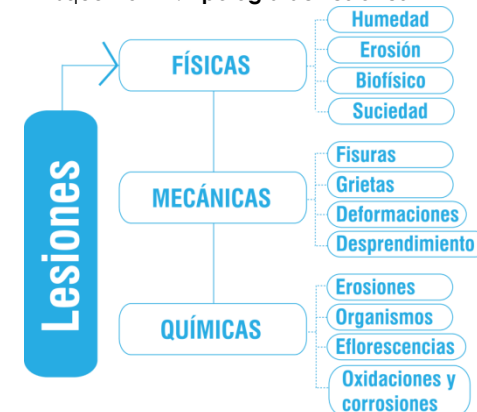 Lesiones
FÍSICAS
Humedad
Erosión
Biofísico
Suciedad
MECÁNICAS
Fisuras
Grietas
Deformaciones
Desprendimiento
QUÍMICAS
Erosiones
Organismos
Eflorescencias
Oxidaciones y
corrosiones